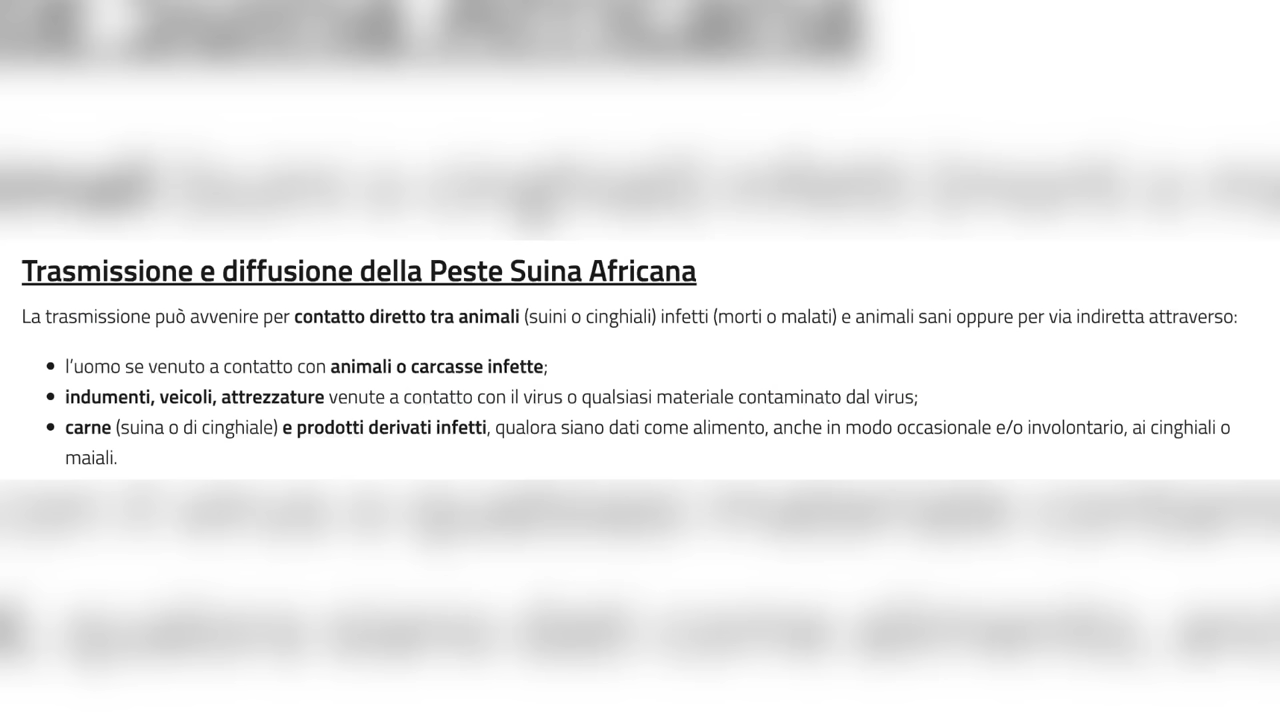 Trasmissione e diffusione della Peste Suina Africana
La trasmissione può avvenire per contatto diretto tra animali (suini o cinghiali) infetti (morti o malati) e animali sani oppure per via indiretta attraverso:
l'uomo se venuto a contatto con animali o carcasse infette;
indumenti, veicoli, attrezzature venute a contatto con il virus o qualsiasi materiale contaminato dal virus;
carne (suina o di cinghiale) e prodotti derivati infetti, qualora siano dati come alimento, anche in modo occasionale e/o involontario, ai cinghiali o
maiali.